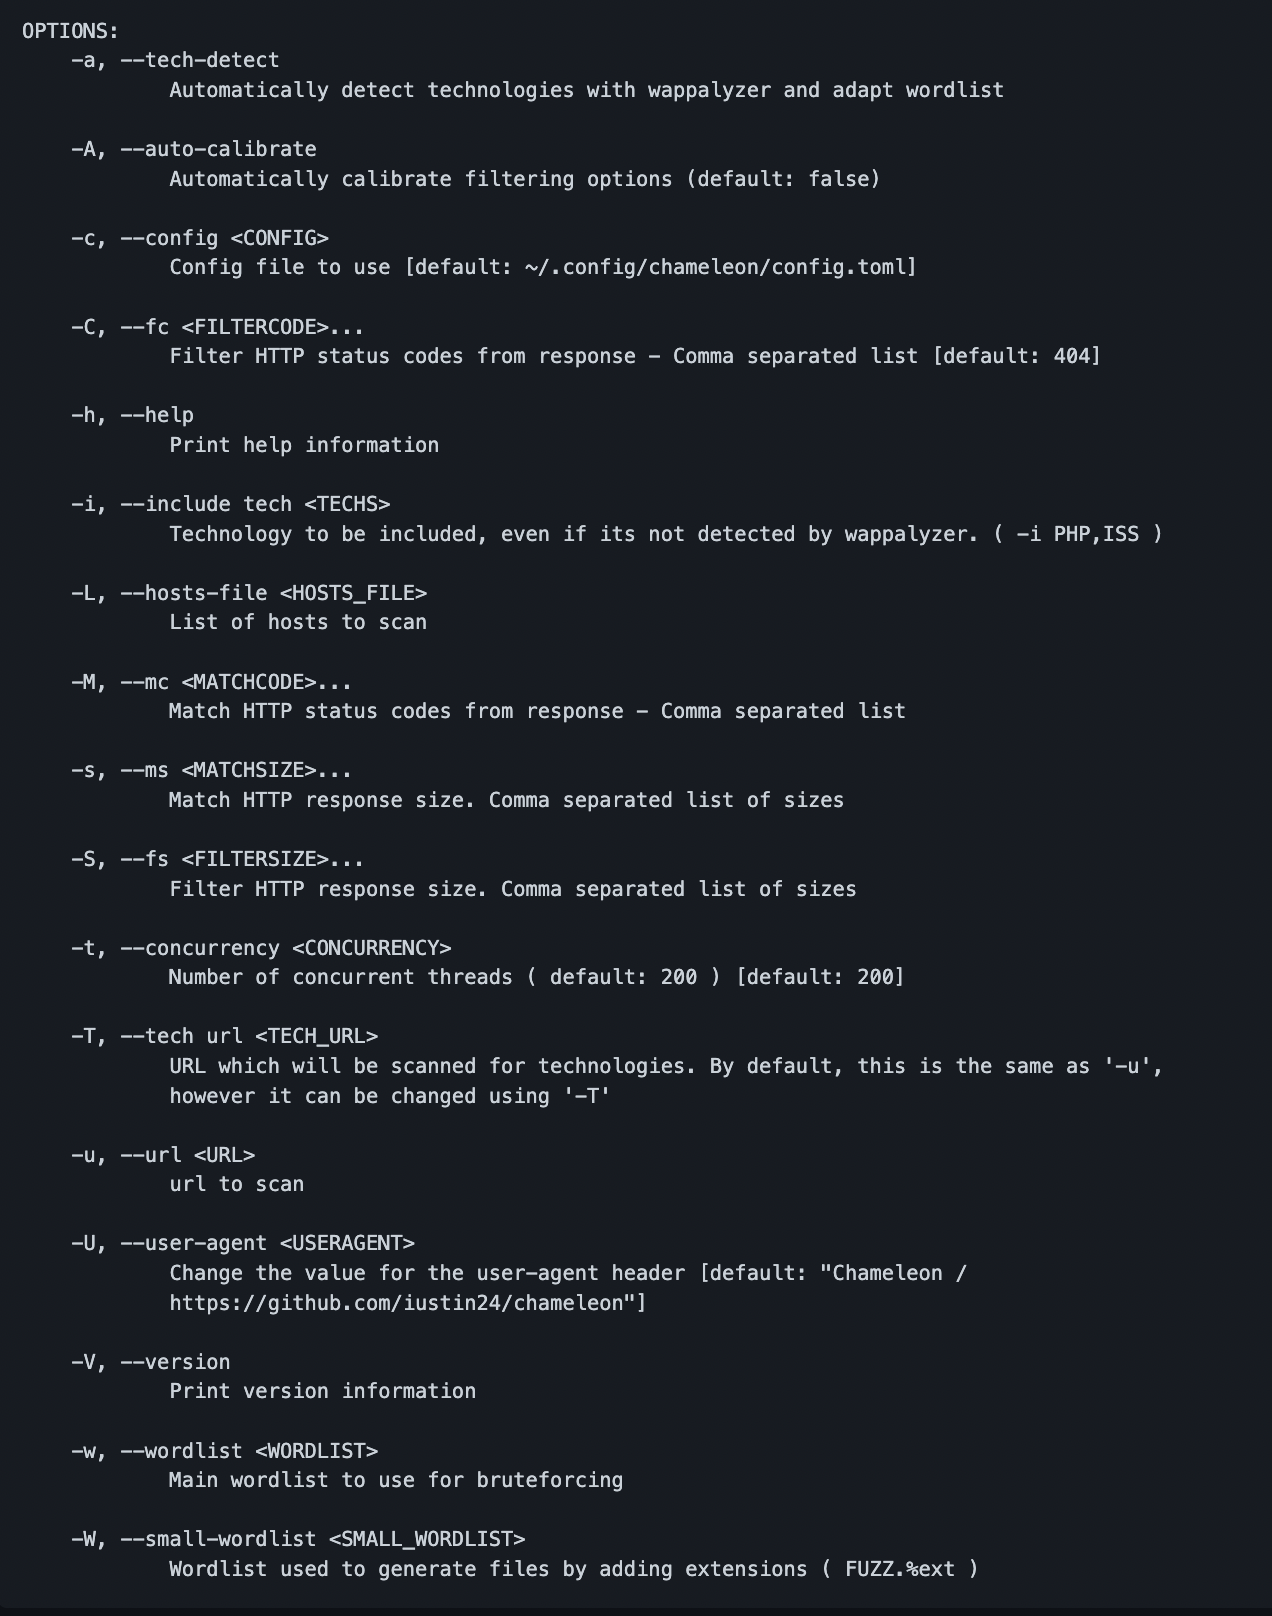 OPTIONS:
-a, --tech-detect
Automatically detect technologies with wappalyzer and adapt wordlist
-A, --auto-calibrate
Automatically calibrate filtering options (default: false)
-c, --config <CONFIG>
Config file to use [default: ~/.config/chameleon/config.toml]
-C, --fc <FILTERCODE>...
Filter HTTP status codes from response - Comma separated list [default: 404]
-h, --help
Print help information
-i, --include tech <TECHS>
Technology to be included, even if its not detected by wappalyzer. ( -i PHP,ISS )
-L, --hosts-file <HOSTS_FILE>
List of hosts to scan
-M, --mc <MATCHCODE>...
Match HTTP status codes from response - Comma separated list
-s, --ms <MATCHSIZE>...
Match HTTP response size. Comma separated list of sizes
-S, --fs <FILTERSIZE>...
Filter HTTP response size. Comma separated list of sizes
-t, --concurrency <CONCURRENCY>
Number of concurrent threads ( default: 200 ) [default: 200]
-T, --tech url <TECH_URL>
URL which will be scanned for technologies. By default, this is the same as '-u',
however it can be changed using '-T'
-u, --url <URL>
url to scan
-U, --user-agent <USERAGENT>
Change the value for the user-agent header [default: "Chameleon /
https://github.com/iustin24/chameleon"]
-V, --version
Print version information
-w, --wordlist <WORDLIST>
Main wordlist to use for bruteforcing
-W, --small-wordlist <SMALL_WORDLIST>
Wordlist used to generate files by adding extensions ( FUZZ.%ext )